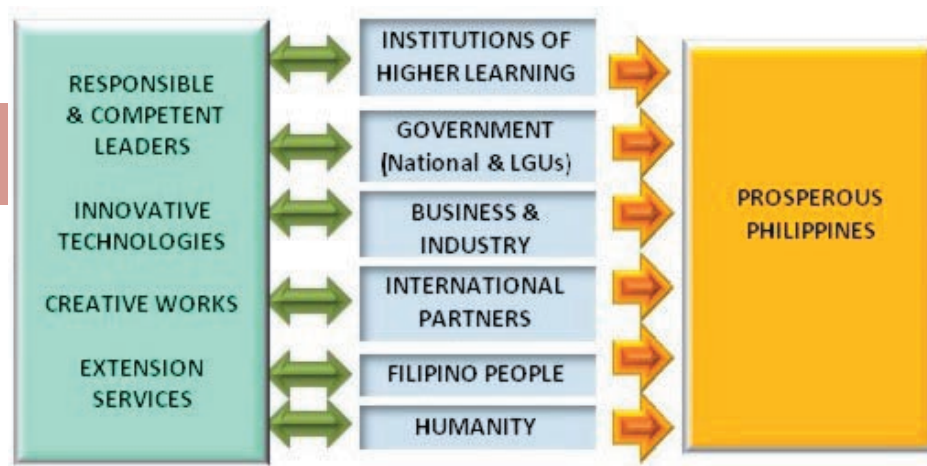 RESPONSIBLE
& COMPETENT
LEADERS
INNOVATIVE
TECHNOLOGIES
CREATIVE WORKS
EXTENSION
SERVICES
INSTITUTIONS OF
HIGHER LEARNING
GOVERNMENT
(National & LGUs)
BUSINESS &
INDUSTRY
INTERNATIONAL
PARTNERS
FILIPINO PEOPLE
HUMANITY
PROSPEROUS
PHILIPPINES